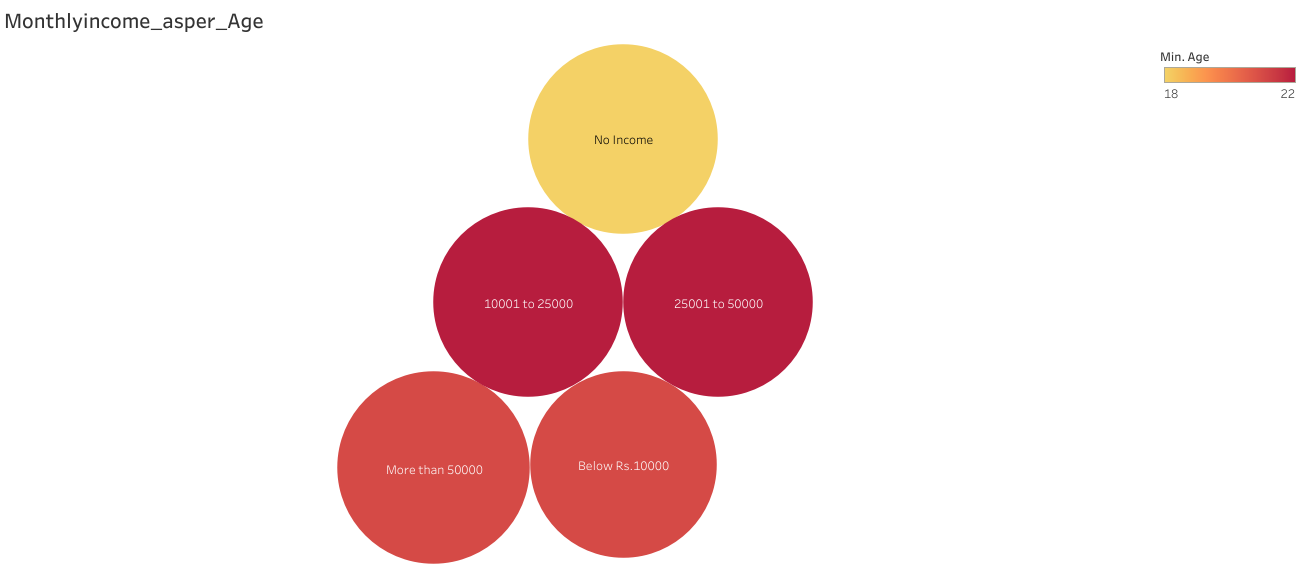 Monthlyincome_asper_Age
Min. Age
18 22
No Income
10001 to 25000 25001 to 50000
More than 50000 Below Rs.10000